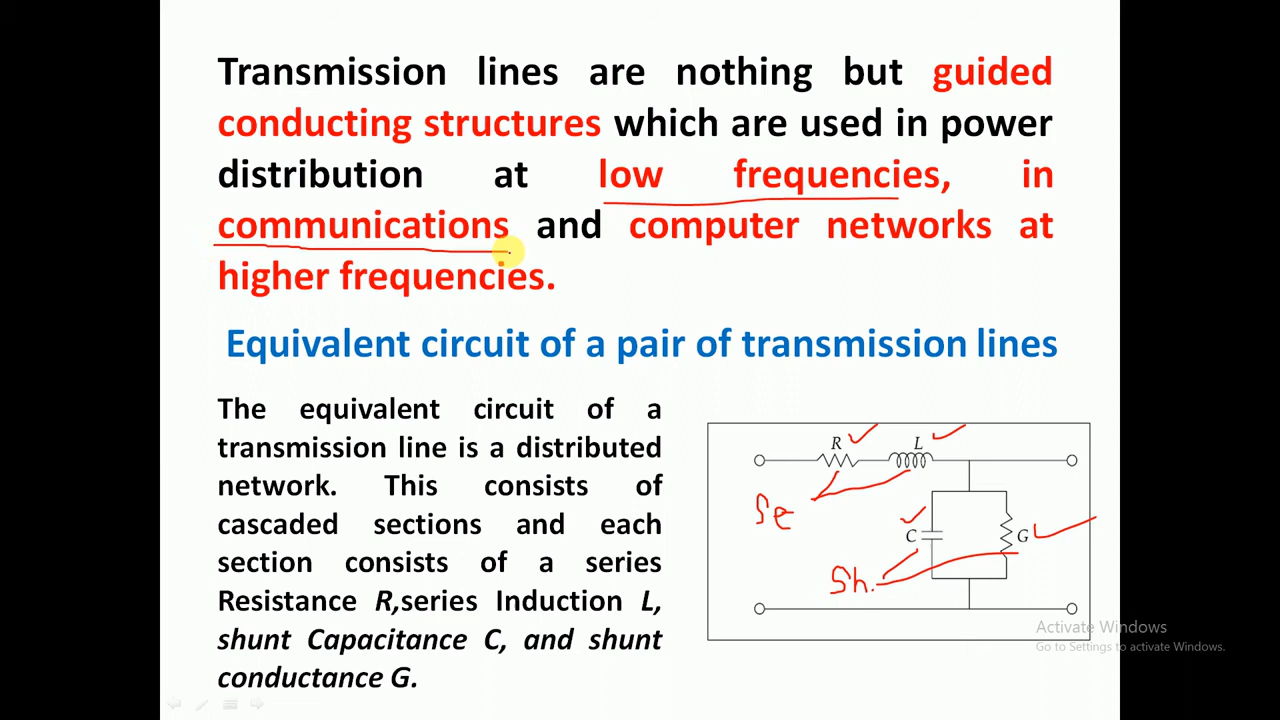 Transmission lines are nothing but guided
conducting structures which are used in power
distribution at low frequencies, in
communications and computer networks at
higher frequencies.
Equivalent circuit of a pair of transmission lines
The equivalent circuit of a
transmission line is a distributed
network. This consists of
cascaded sections and each
section consists of a series
Resistance R,series Induction L,
shunt Capacitance C, and shunt
conductance G.
R L
Se
C G
Sh.
Activate Windows
Go to Settings to activate Windows.